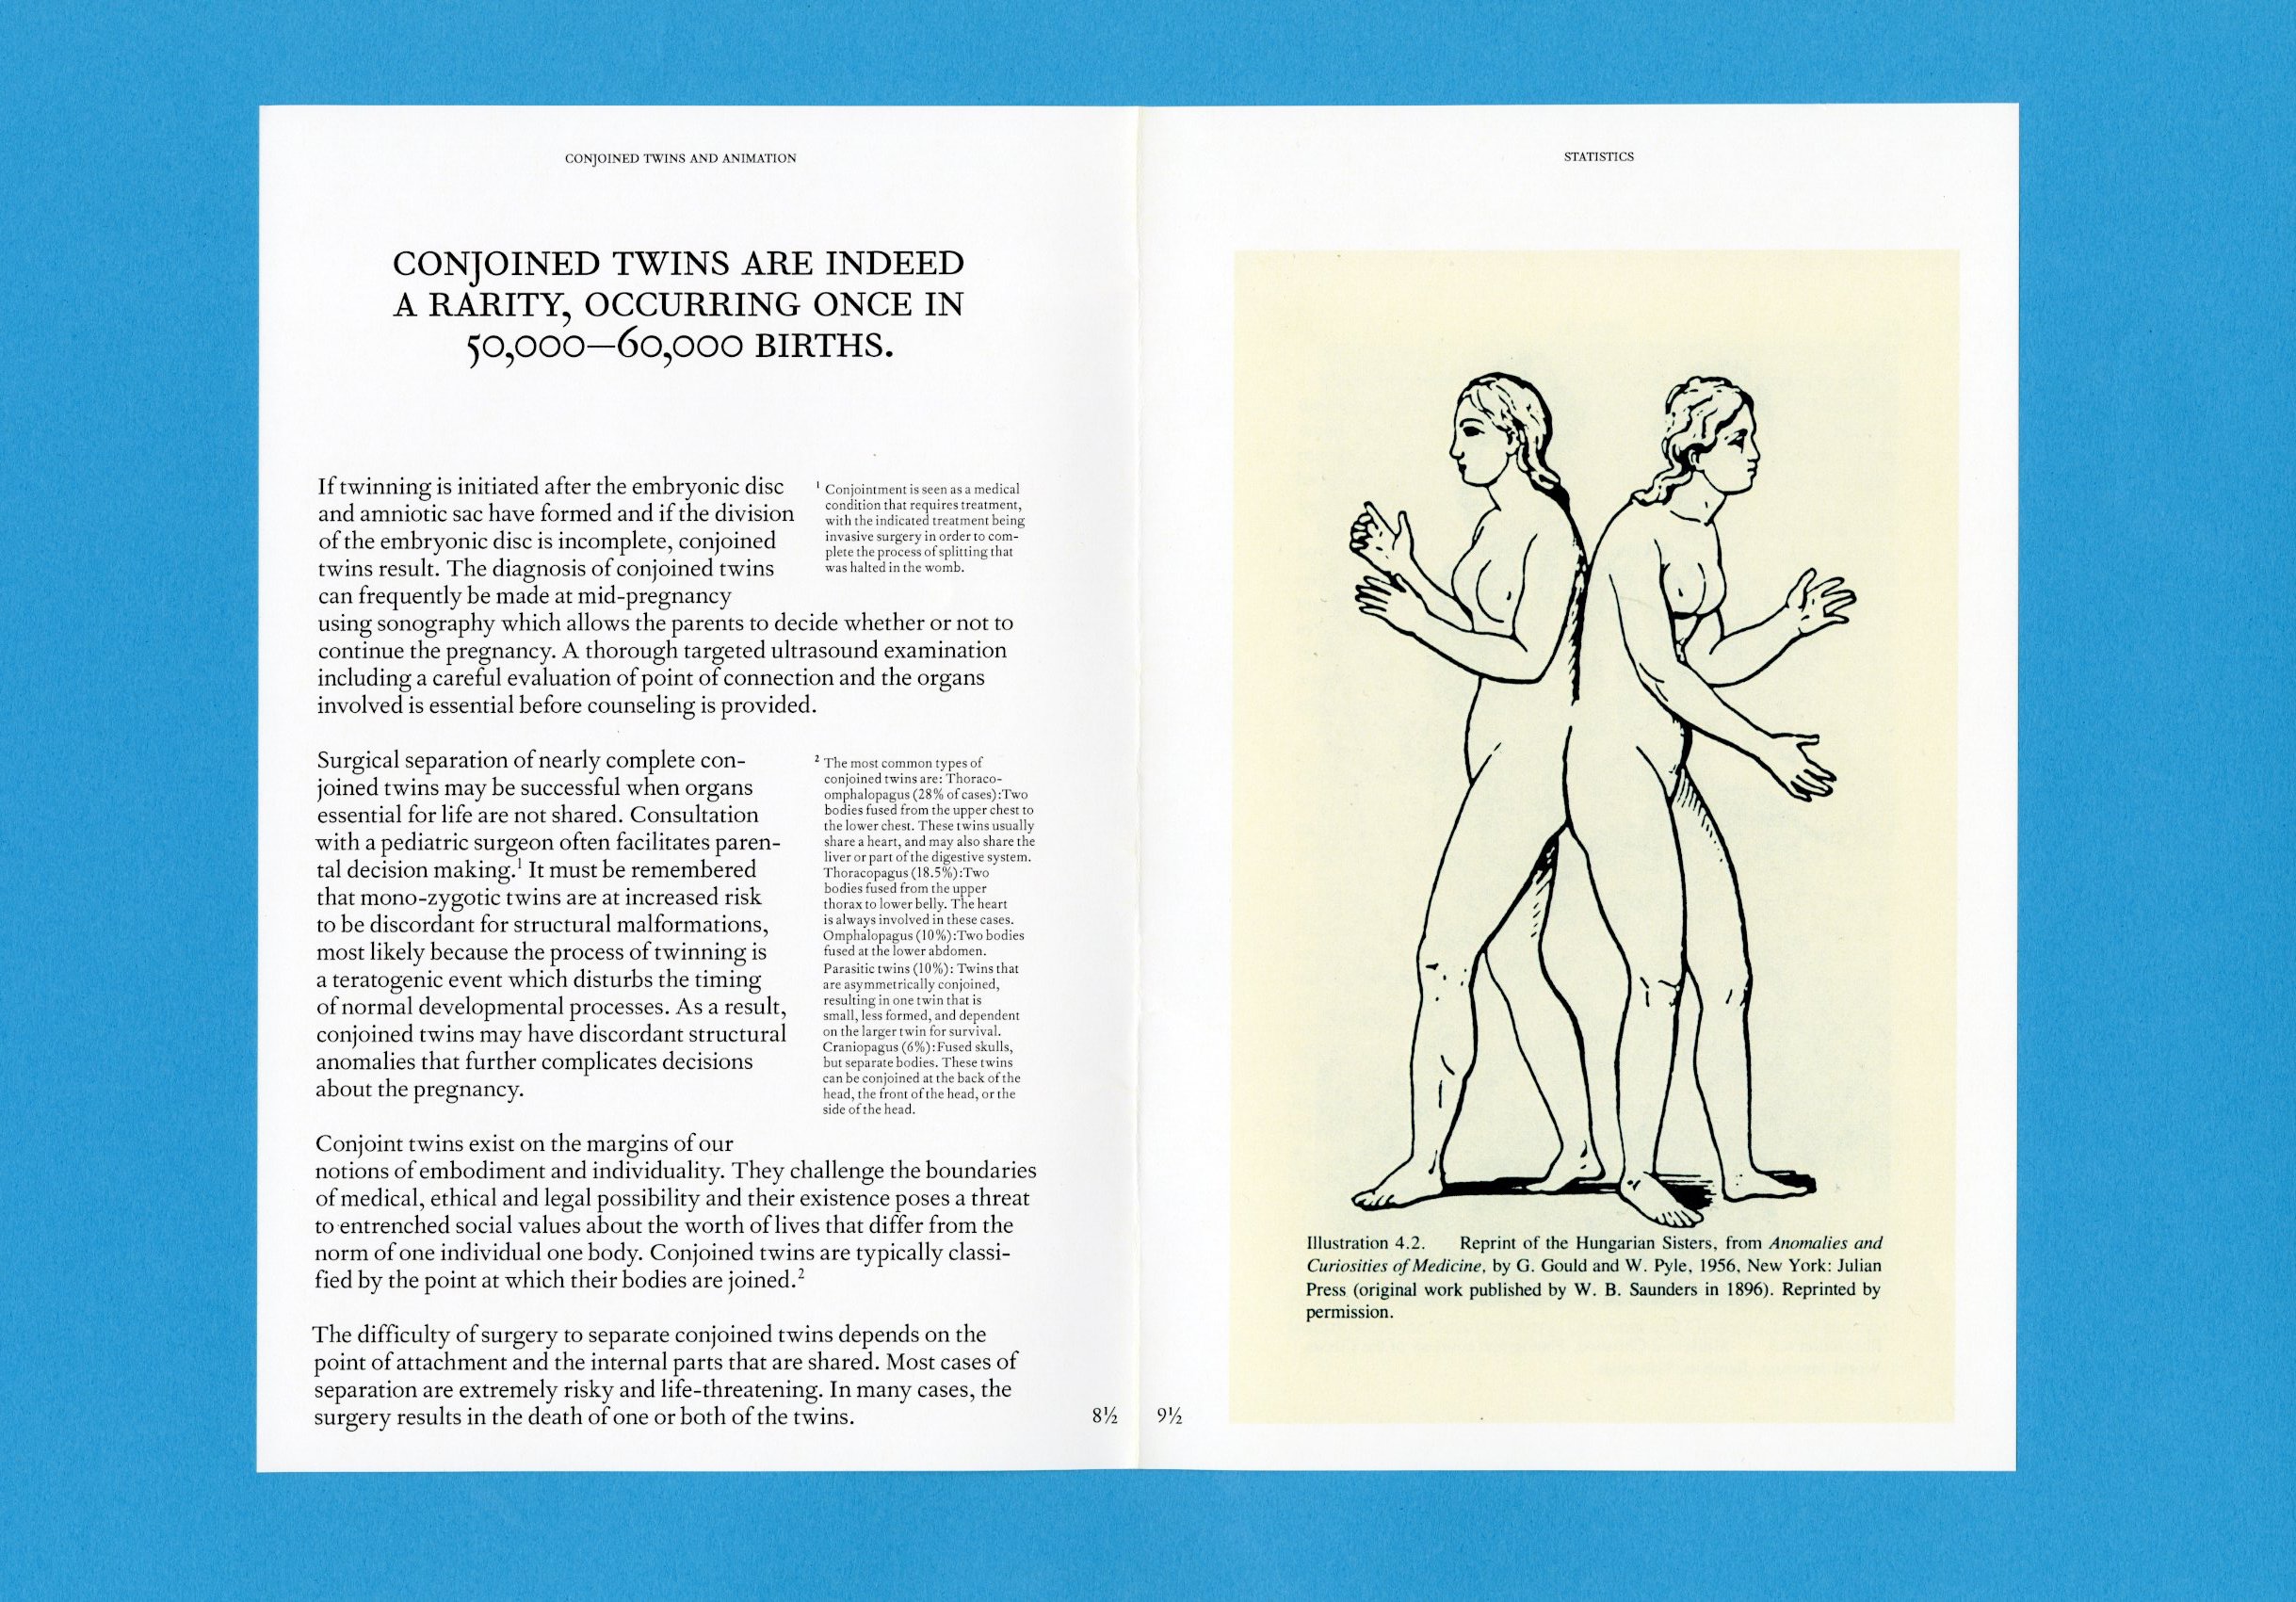 CONJOINED TWINS AND ANIMATION
CONJOINED TWINS ARE INDEED
A RARITY, OCCURRING ONCE IN
50,000—60,000 BIRTHS.
If twinning is initiated after the embryonic disc
and amniotic sac have formed and if the division
of the embryonic disc is incomplete, conjoined
twins result. The diagnosis of conjoined twins
can frequently be made at mid-pregnancy
using sonography which allows the parents to decide whether or not to
continue the pregnancy. A thorough targeted ultrasound examination
including a careful evaluation of point of connection and the organs
involved is essential before counseling is provided.
¹ Conjointment is seen as a medical
condition that requires treatment,
with the indicated treatment being
invasive surgery in order to com-
plete the process of splitting that
was halted in the womb.
Surgical separation of nearly complete con-
joined twins may be successful when organs
essential for life are not shared. Consultation
with a pediatric surgeon often facilitates paren-
tal decision making.¹ It must be remembered
that mono-zygotic twins are at increased risk
to be discordant for structural malformations,
most likely because the process of twinning is
a teratogenic event which disturbs the timing
of normal developmental processes. As a result,
conjoined twins may have discordant structural
anomalies that further complicates decisions
about the pregnancy.
² The most common types of
conjoined twins are: Thoraco-
omphalopagus (28% of cases):Two
bodies fused from the upper chest to
the lower chest. These twins usually
share a heart, and may also share the
liver or part of the digestive system.
Thoracopagus (18.5%):Two
bodies fused from the upper
thorax to lower belly. The heart
is always involved in these cases.
Omphalopagus (10%):Two bodies
fused at the lower abdomen.
Parasitic twins (10%): Twins that
are asymmetrically conjoined,
resulting in one twin that is
small, less formed, and dependent
on the larger twin for survival.
Craniopagus (6%):Fused skulls,
but separate bodies. These twins
can be conjoined at the back of the
head, the front of the head, or the
side of the head.
Conjoint twins exist on the margins of our
notions of embodiment and individuality. They challenge the boundaries
of medical, ethical and legal possibility and their existence poses a threat
to entrenched social values about the worth of lives that differ from the
norm of one individual one body. Conjoined twins are typically classi-
fied by the point at which their bodies are joined.²
The difficulty of surgery to separate conjoined twins depends on the
point of attachment and the internal parts that are shared. Most cases of
separation are extremely risky and life-threatening. In many cases, the
surgery results in the death of one or both of the twins.
8½
STATISTICS
Illustration 4.2. Reprint of the Hungarian Sisters, from Anomalies and
Curiosities of Medicine, by G. Gould and W. Pyle, 1956, New York: Julian
Press (original work published by W. B. Saunders in 1896). Reprinted by
permission.
9½